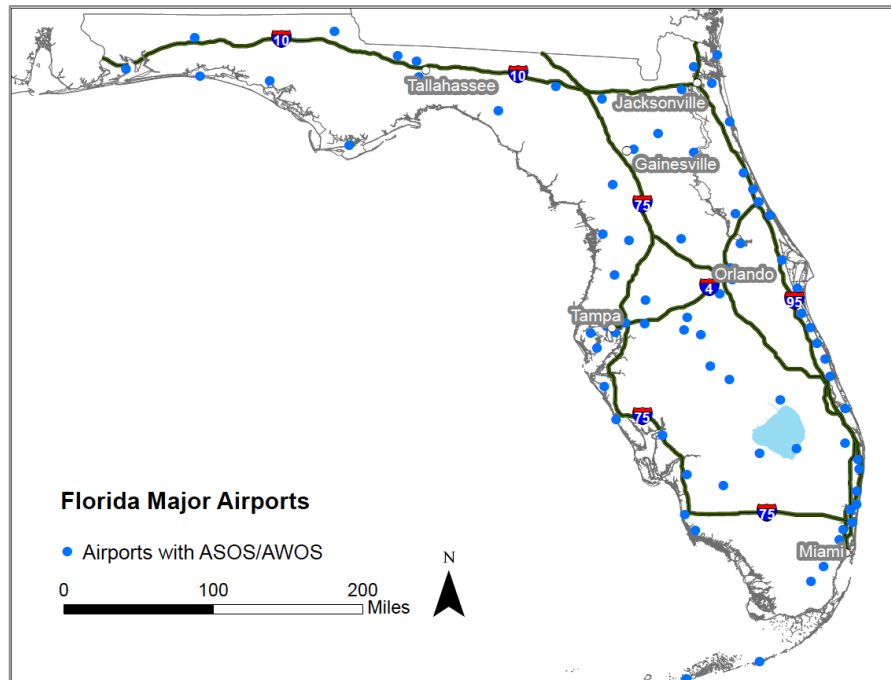 10
10
Tallahassee
Jacksonville
Gainesville
75
Orlando
4
95
Tampa
75
Florida Major Airports
75
Airports with ASOS/AWOS
N
Miami
0 100 200
Miles